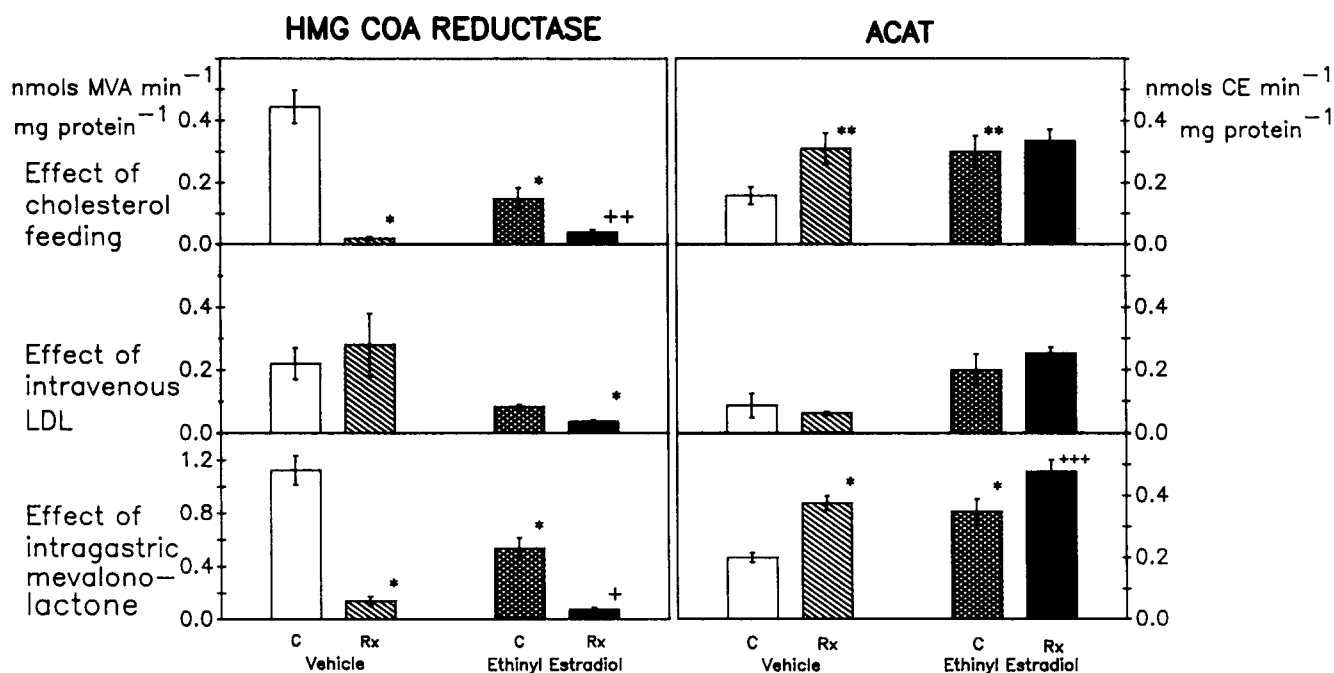 HMG COA REDUCTASE
ACAT
nmols MVA min⁻¹
mg protein⁻¹
nmols CE min⁻¹
mg protein⁻¹
Effect of
cholesterol
feeding
0.4
0.2
0.0
*
*
++
**
**
0.4
0.2
0.0
Effect of
intravenous
LDL
0.4
0.2
0.0
*
0.4
0.2
0.0
Effect of
intragastric
mevalono–
lactone
1.2
0.8
0.4
0.0
*
*
+
*
*
+++
0.4
0.2
0.0
C Rx C Rx
Vehicle Ethinyl Estradiol
C Rx C Rx
Vehicle Ethinyl Estradiol